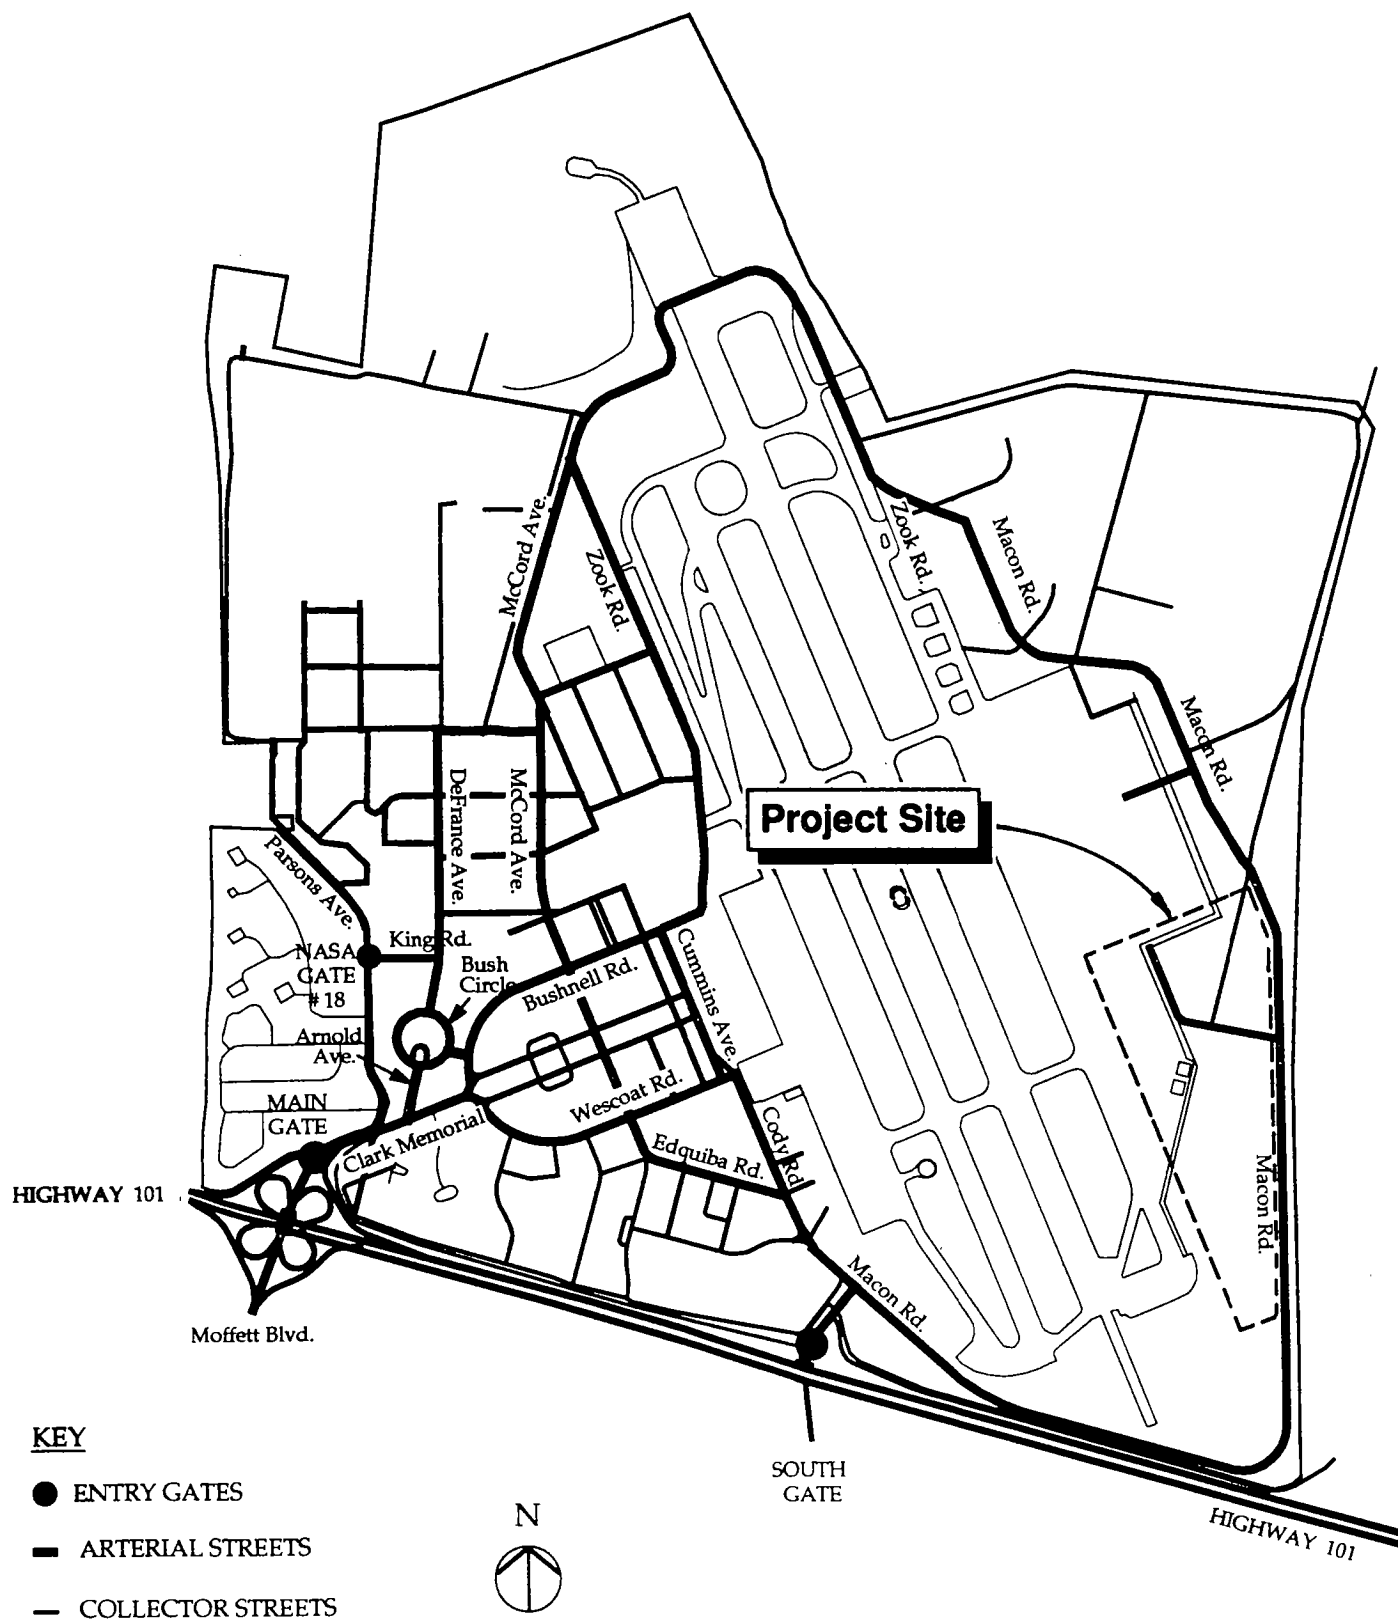 McCord Ave.
Zook Rd.
Zook Rd.
Macon Rd.
Macon Rd.
DeFrance Ave.
McCord Ave.
Project Site
Parsons Ave.
King Rd.
NASA
GATE
# 18
Bush
Circle
Bushnell Rd.
Cummins Ave.
Arnold
Ave.
MAIN
GATE
Clark Memorial
Wescoat Rd.
Edquiba Rd.
Cody Rd
Macon Rd.
HIGHWAY 101
Macon Rd.
Moffett Blvd.
KEY
ENTRY GATES
ARTERIAL STREETS
COLLECTOR STREETS
N
SOUTH
GATE
HIGHWAY 101